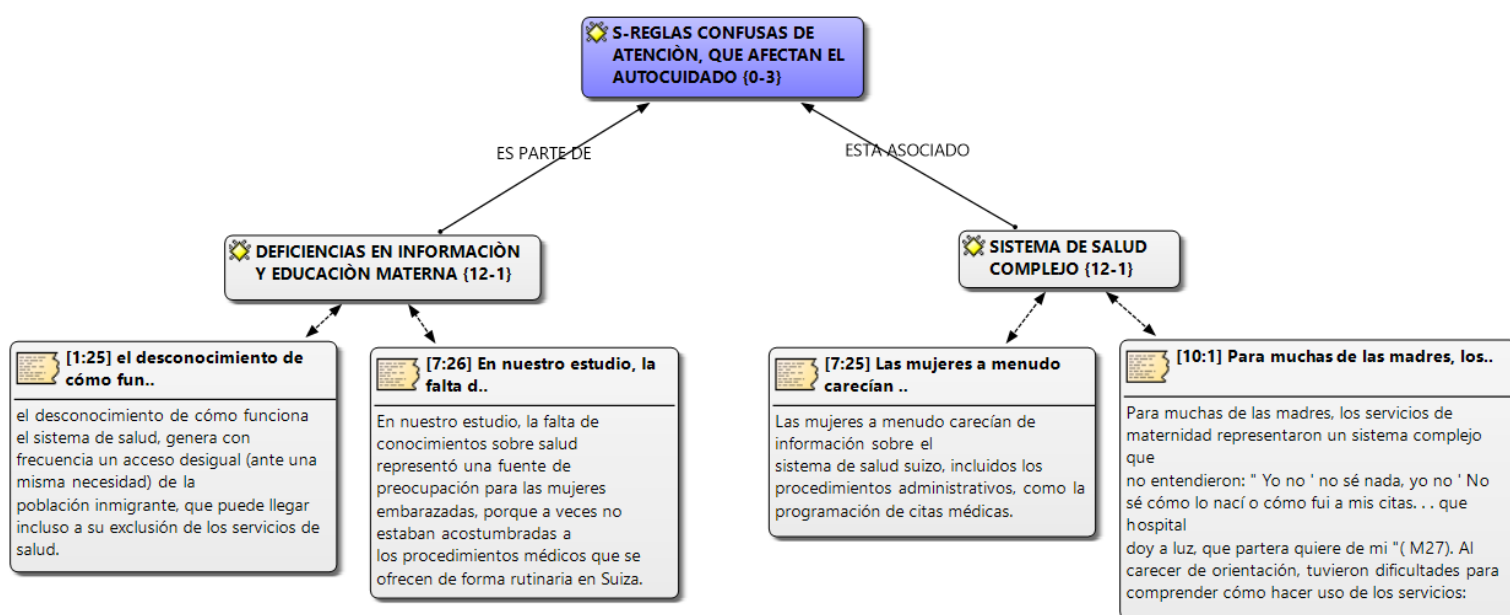 S-REGLAS CONFUSAS DE
ATENCIÒN, QUE AFECTAN EL
AUTOCUIDADO {0-3}
ES PARTE DE
ESTA ASOCIADO
DEFICIENCIAS EN INFORMACIÒN
Y EDUCACIÒN MATERNA {12-1}
SISTEMA DE SALUD
COMPLEJO {12-1}
[1:25] el desconocimiento de
cómo fun..
el desconocimiento de cómo funciona
el sistema de salud, genera con
frecuencia un acceso desigual (ante una
misma necesidad) de la
población inmigrante, que puede llegar
incluso a su exclusión de los servicios de
salud.
[7:26] En nuestro estudio, la
falta d..
En nuestro estudio, la falta de
conocimientos sobre salud
representó una fuente de
preocupación para las mujeres
embarazadas, porque a veces no
estaban acostumbradas a
los procedimientos médicos que se
ofrecen de forma rutinaria en Suiza.
[7:25] Las mujeres a menudo
carecían ..
Las mujeres a menudo carecían de
información sobre el
sistema de salud suizo, incluidos los
procedimientos administrativos, como la
programación de citas médicas.
[10:1] Para muchas de las madres, los..
Para muchas de las madres, los servicios de
maternidad representaron un sistema complejo
que
no entendieron: " Yo no ' no sé nada, yo no ' No
sé cómo lo nací o cómo fui a mis citas. . . que
hospital
doy a luz, que partera quiere de mi "( M27). Al
carecer de orientación, tuvieron dificultades para
comprender cómo hacer uso de los servicios: